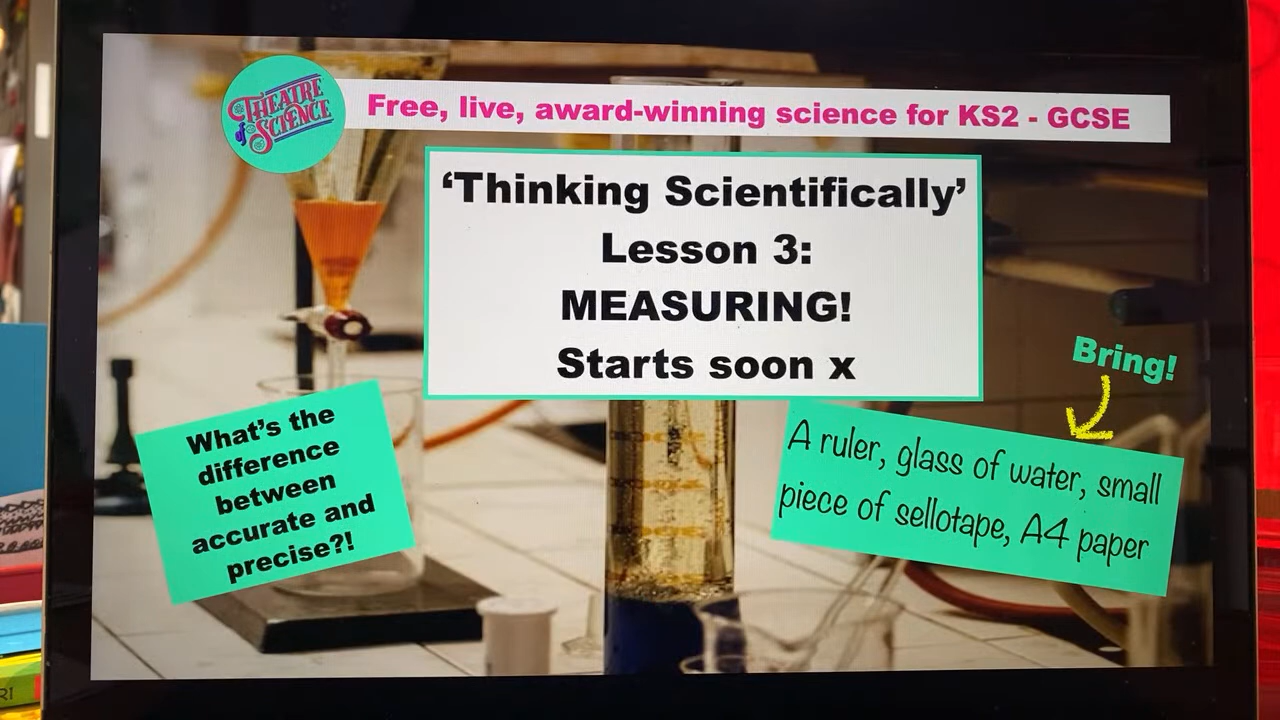 THEATRE
of SCIENCE
Free, live, award-winning science for KS2 - GCSE
‘Thinking Scientifically’
Lesson 3:
MEASURING!
Starts soon x
What’s the
difference
between
accurate and
precise?!
Bring!
A ruler, glass of water, small
piece of sellotape, A4 paper